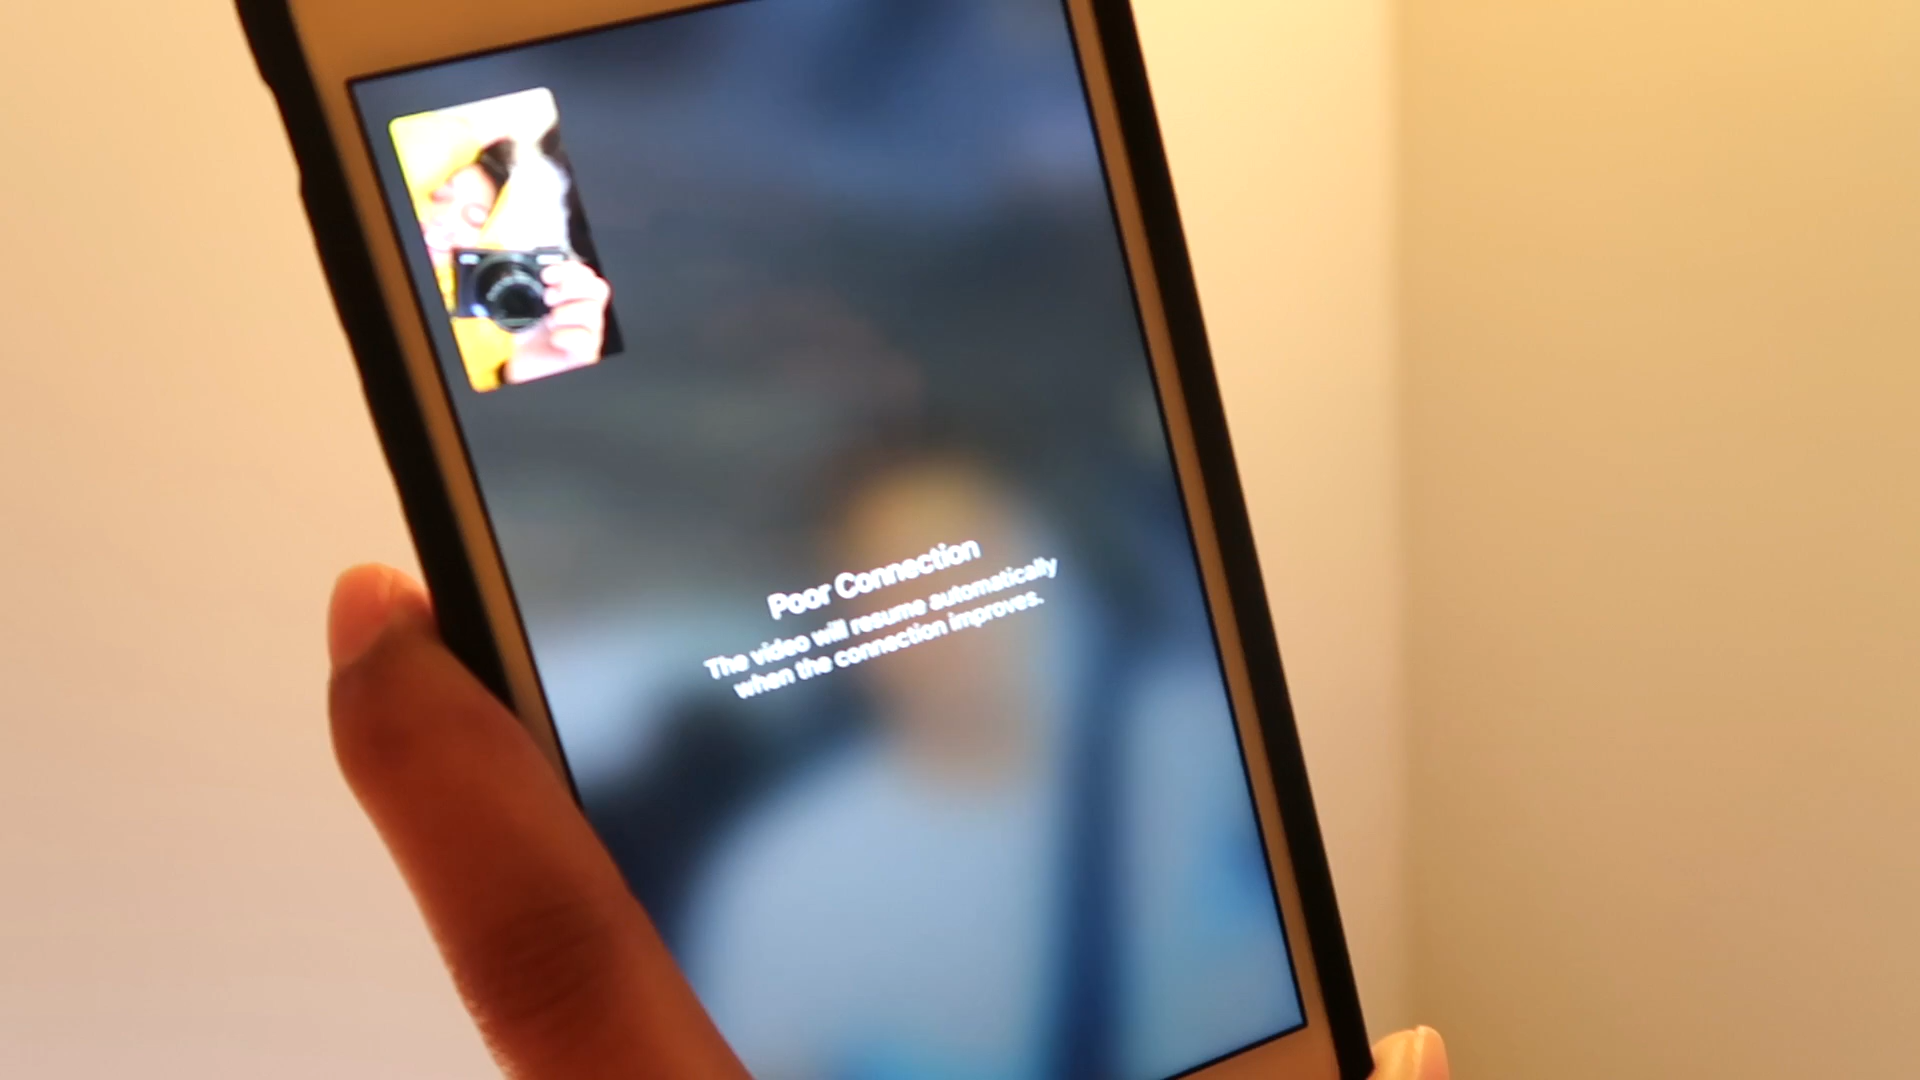 Poor Connection
The video will resume automatically
when the connection improves.